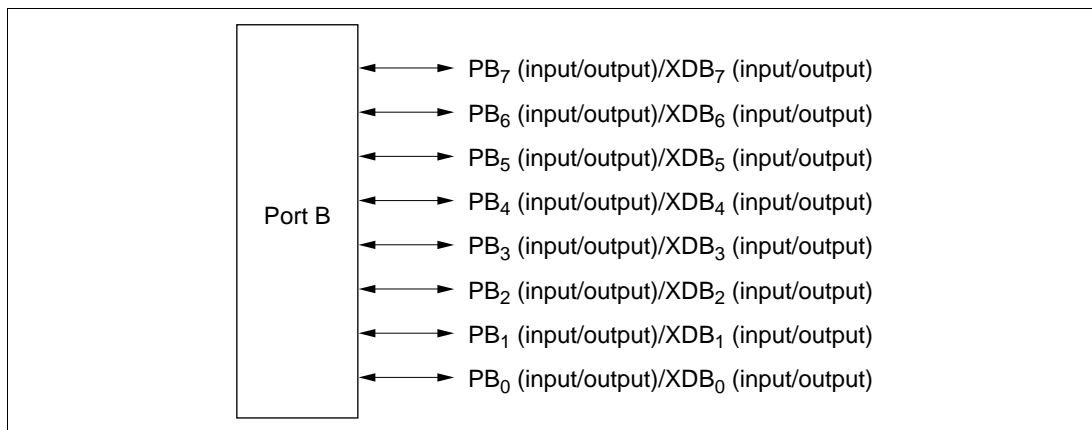 PB₇ (input/output)/XDB₇ (input/output)
PB₆ (input/output)/XDB₆ (input/output)
PB₅ (input/output)/XDB₅ (input/output)
PB₄ (input/output)/XDB₄ (input/output)
Port B
PB₃ (input/output)/XDB₃ (input/output)
PB₂ (input/output)/XDB₂ (input/output)
PB₁ (input/output)/XDB₁ (input/output)
PB₀ (input/output)/XDB₀ (input/output)